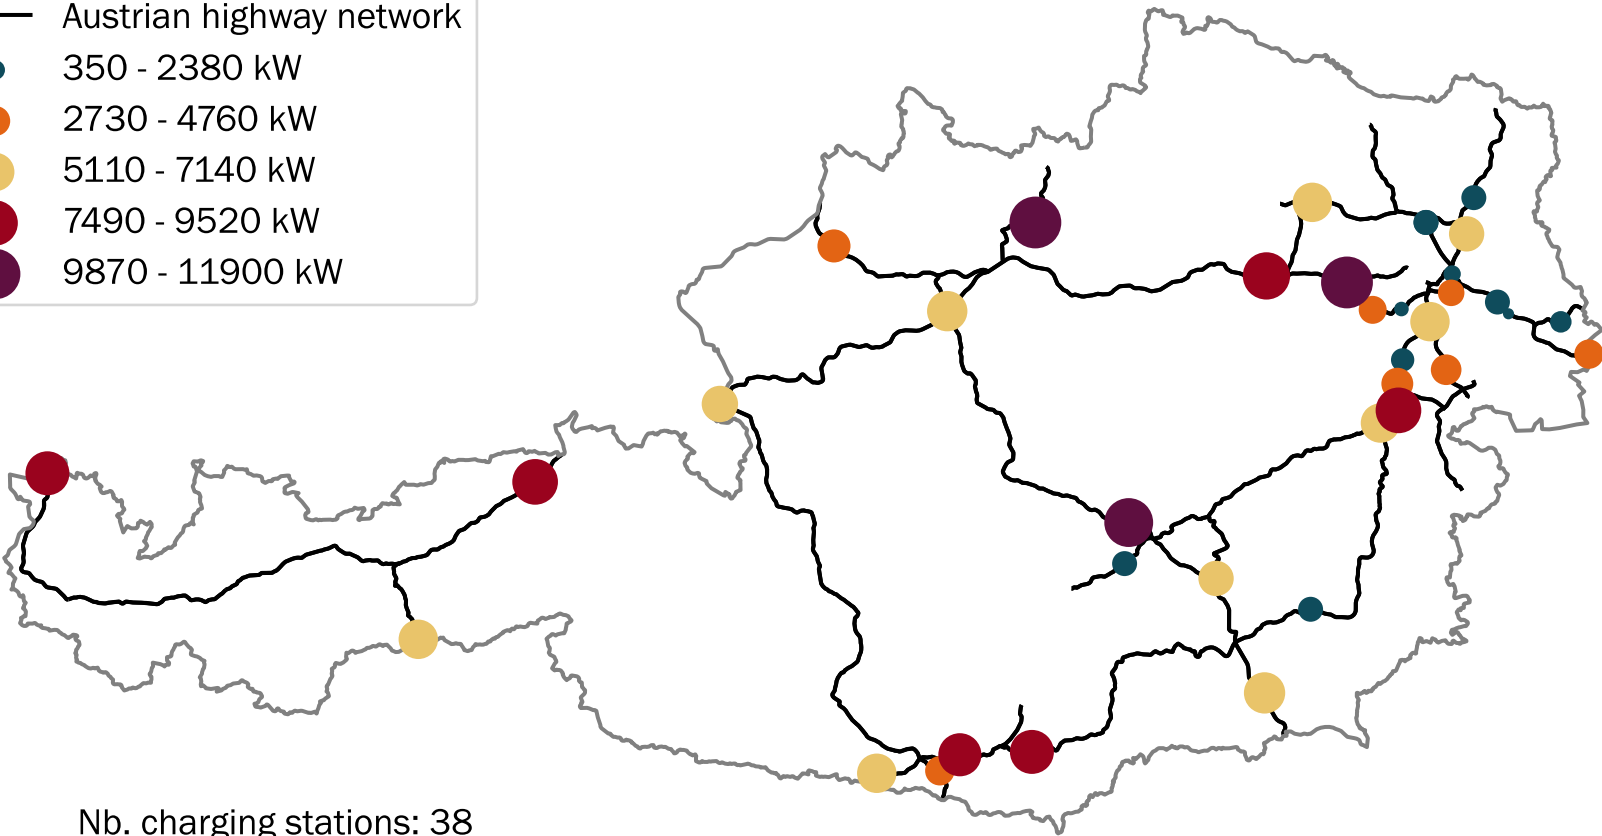 Austrian highway network
350 - 2380 kW
2730 - 4760 kW
5110 - 7140 kW
7490 - 9520 kW
9870 - 11900 kW
Nb. charging stations: 38